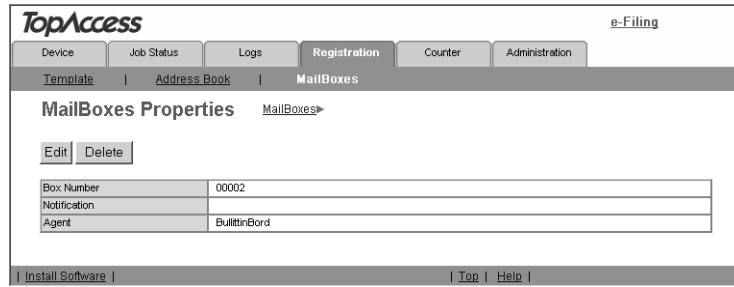 TopAccess e-Filing
Device Job Status Logs Registration Counter Administration
Template | Address Book | MailBoxes
MailBoxes Properties MailBoxes▶
Edit Delete
Box Number 00002
Notification
Agent BullittinBord
| Install Software | | Top | Help |